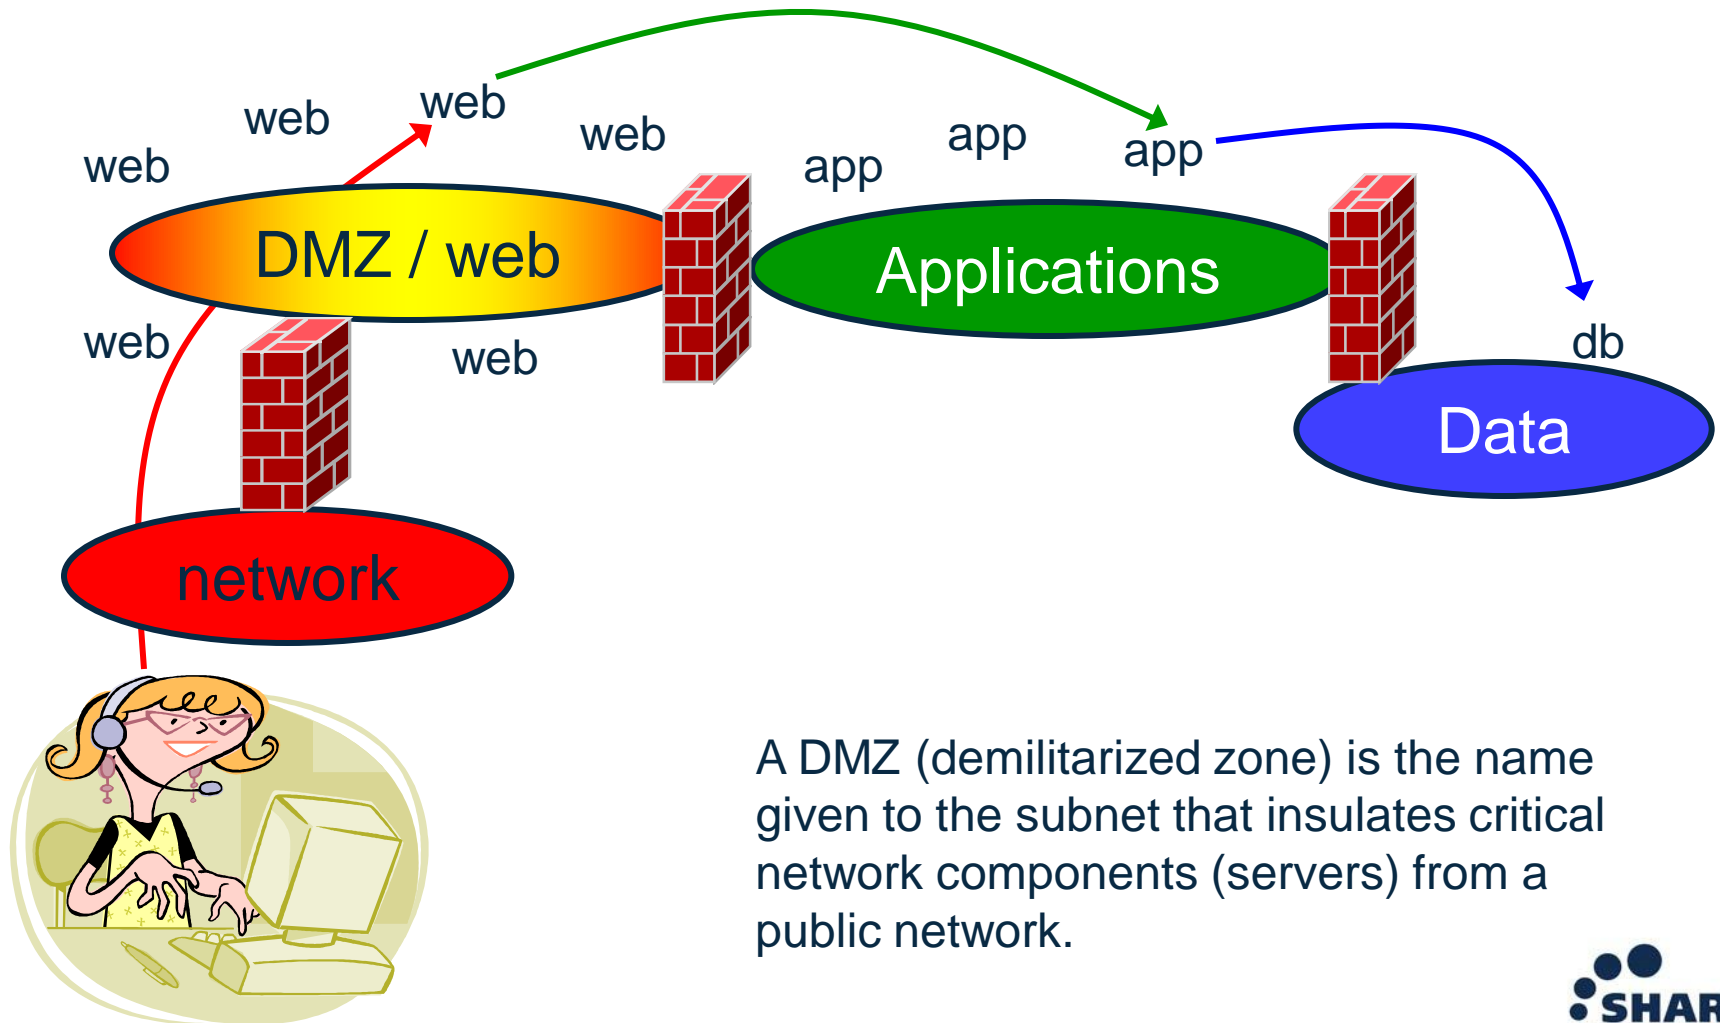 web
web
web
web
app
app
app
DMZ / web
Applications
web
web
db
Data
network
A DMZ (demilitarized zone) is the name
given to the subnet that insulates critical
network components (servers) from a
public network.
SHAR